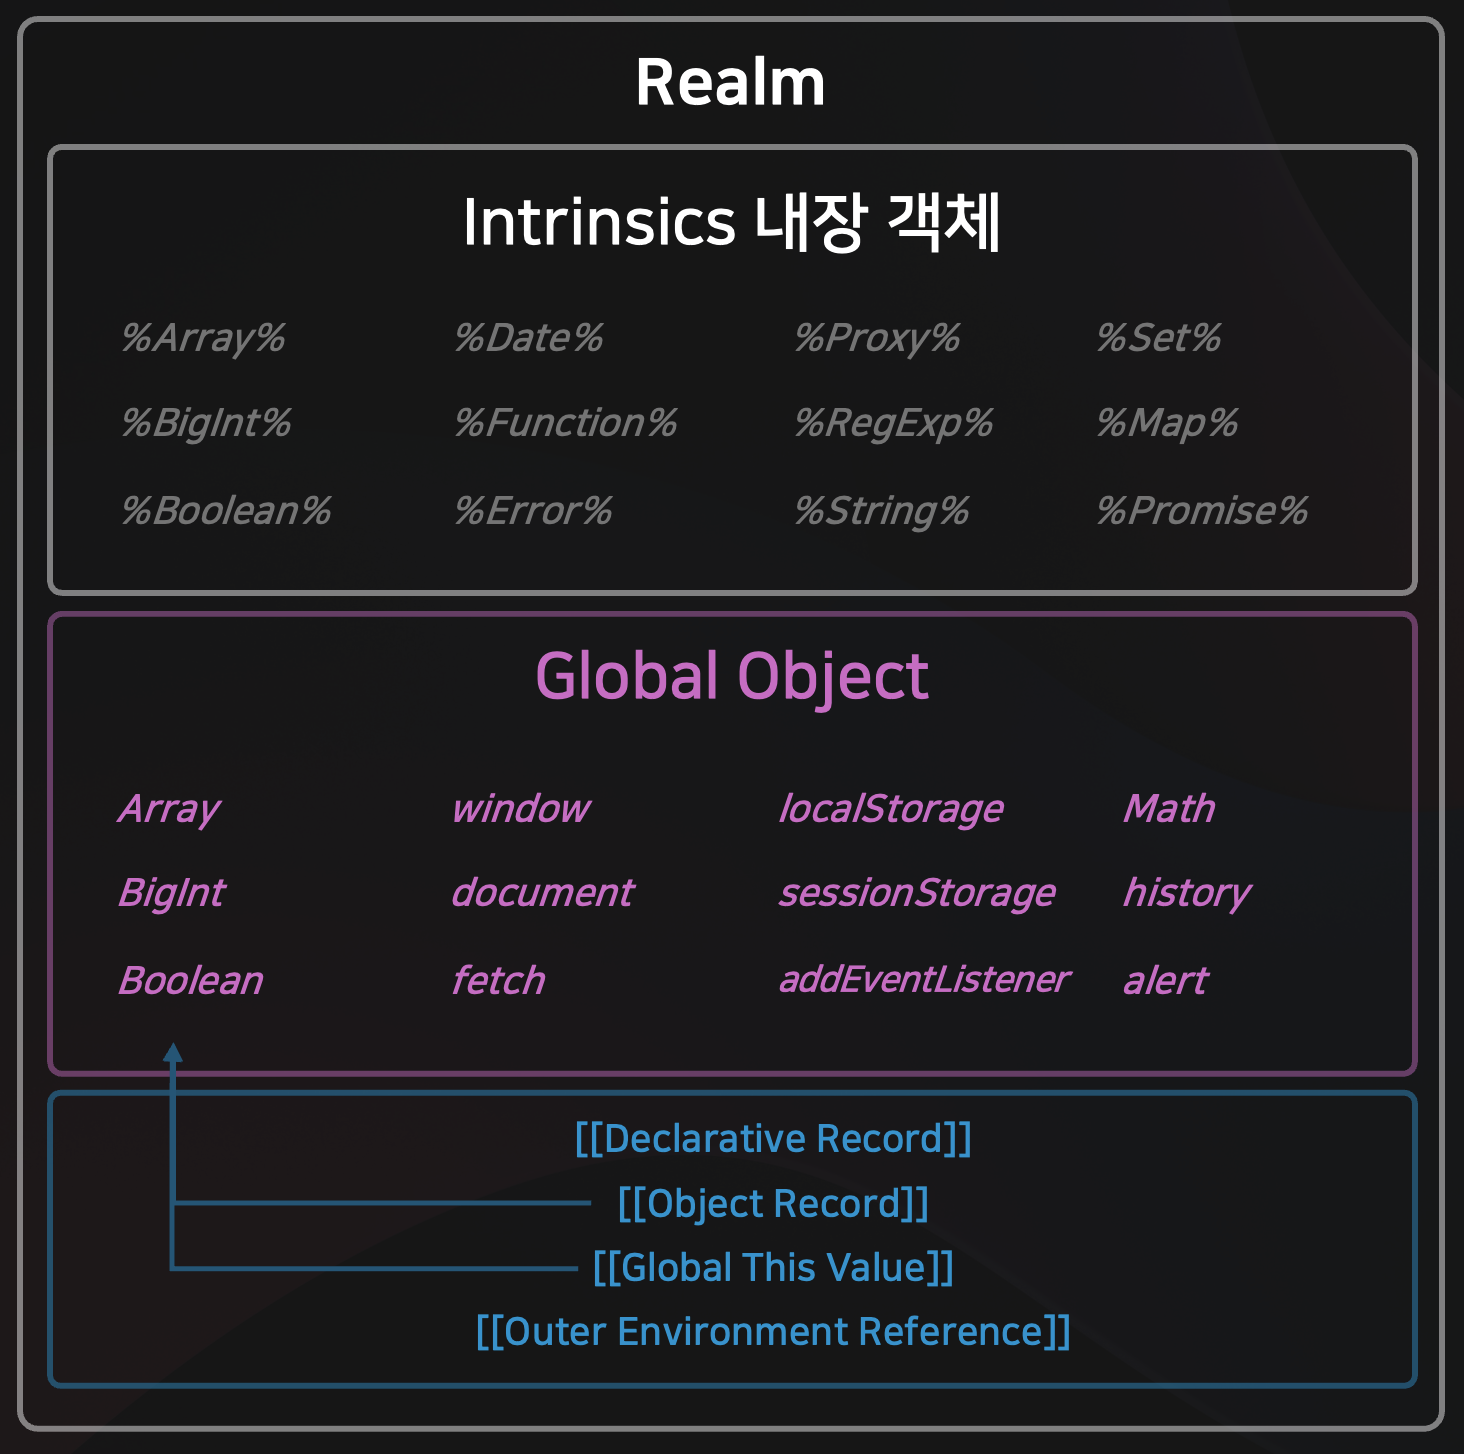 Realm
Intrinsics 내장 객체
%Array% %Date% %Proxy% %Set%
%BigInt% %Function% %RegExp% %Map%
%Boolean% %Error% %String% %Promise%
Global Object
Array window localStorage Math
BigInt document sessionStorage history
Boolean fetch addEventListener alert
[[Declarative Record]]
[[Object Record]]
[[Global This Value]]
[[Outer Environment Reference]]